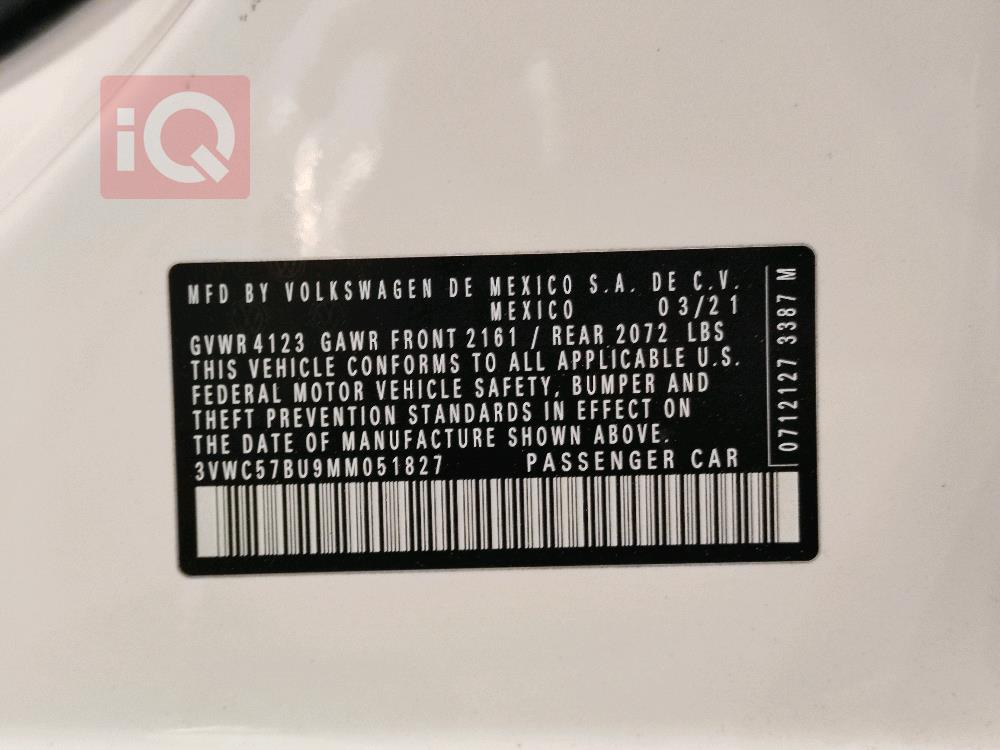 iQ
MFD BY VOLKSWAGEN DE MEXICO S.A. DE C.V.
MEXICO 03/21
GVWR 4123 GAWR FRONT 2161 / REAR 2072 LBS
THIS VEHICLE CONFORMS TO ALL APPLICABLE U.S.
FEDERAL MOTOR VEHICLE SAFETY, BUMPER AND
THEFT PREVENTION STANDARDS IN EFFECT ON
THE DATE OF MANUFACTURE SHOWN ABOVE.
3VWC57BU9MM051827 PASSENGER CAR
0712127 3387 M